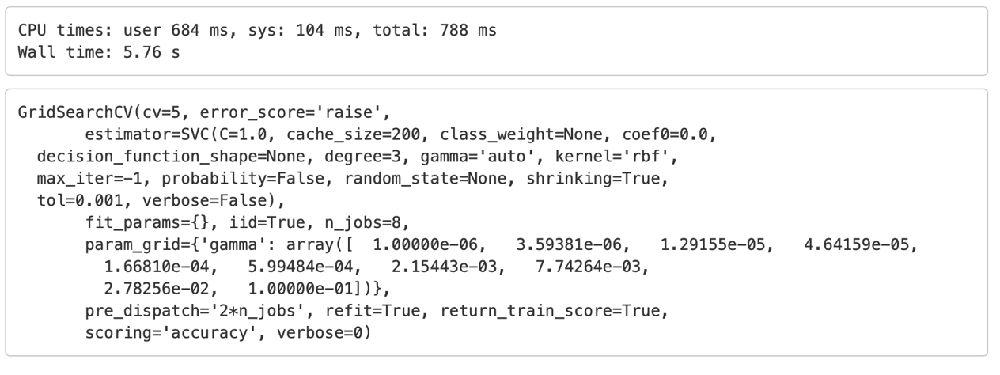 CPU times: user 684 ms, sys: 104 ms, total: 788 ms
Wall time: 5.76 s
GridSearchCV(cv=5, error_score='raise',
       estimator=SVC(C=1.0, cache_size=200, class_weight=None, coef0=0.0,
  decision_function_shape=None, degree=3, gamma='auto', kernel='rbf',
  max_iter=-1, probability=False, random_state=None, shrinking=True,
  tol=0.001, verbose=False),
       fit_params={}, iid=True, n_jobs=8,
       param_grid={'gamma': array([  1.00000e-06,   3.59381e-06,   1.29155e-05,   4.64159e-05,
         1.66810e-04,   5.99484e-04,   2.15443e-03,   7.74264e-03,
         2.78256e-02,   1.00000e-01])},
       pre_dispatch='2*n_jobs', refit=True, return_train_score=True,
       scoring='accuracy', verbose=0)